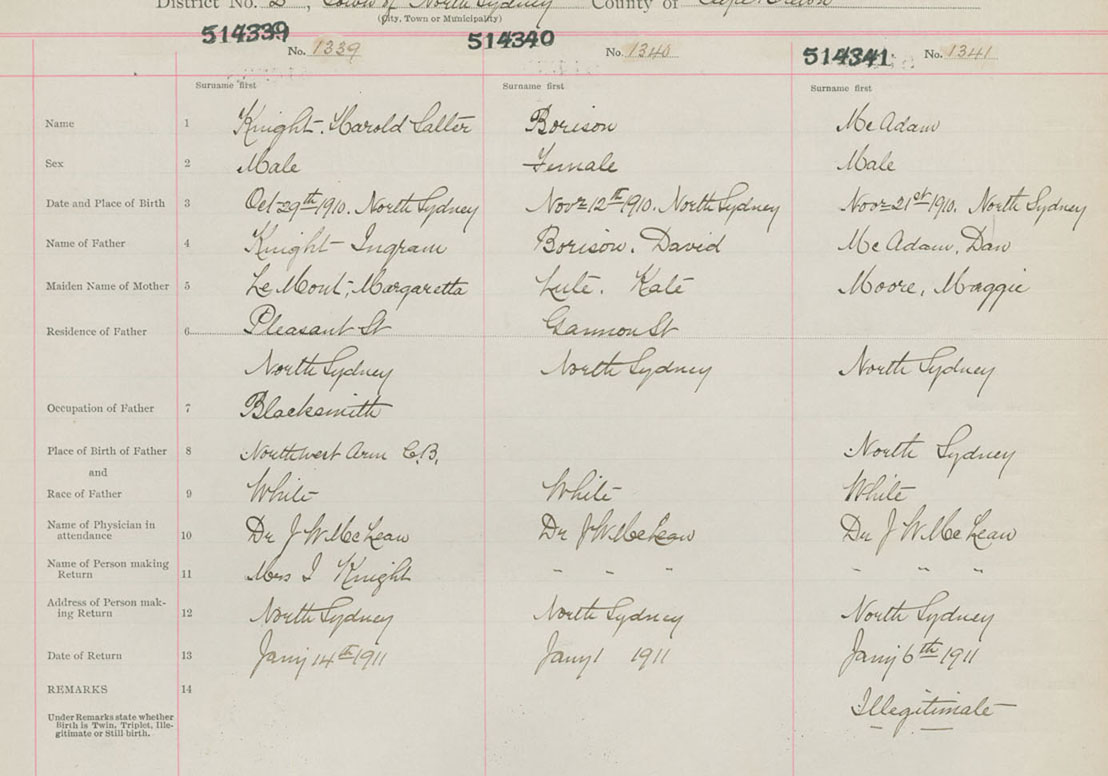 District No. 2, Town of North Sydney County of Cape Breton
(City, Town or Municipality)
514339 514340 514341
No. 1339 No. 1340 No. 1341
Surname first Surname first Surname first
Name 1 Knight. Harold Salter Borison McAdam
Sex 2 Male Female Male
Date and Place of Birth 3 Oct 29th 1910. North Sydney Novr 12th 1910. North Sydney Novr 21st 1910. North Sydney
Name of Father 4 Knight Ingram Borison. David McAdam, Dan
Maiden Name of Mother 5 Le Mont, Margaretta Lute. Kate Moore, Maggie
Residence of Father 6 Pleasant St Gannon St
North Sydney North Sydney North Sydney
Occupation of Father 7 Blacksmith
Place of Birth of Father 8 Northwest Arm C.B. North Sydney
and
Race of Father 9 White White White
Name of Physician in
attendance 10 Dr J W McLean Dr J W McLean Dr J W McLean
Name of Person making
Return 11 Mrs I Knight " " " " " "
Address of Person mak-
ing Return 12 North Sydney North Sydney North Sydney
Date of Return 13 Jany 14th 1911 Jany 1 1911 Jany 6th 1911
REMARKS 14
Illegitimate
Under Remarks state whether
Birth is Twin, Triplet, Ille-
gitimate or Still birth.